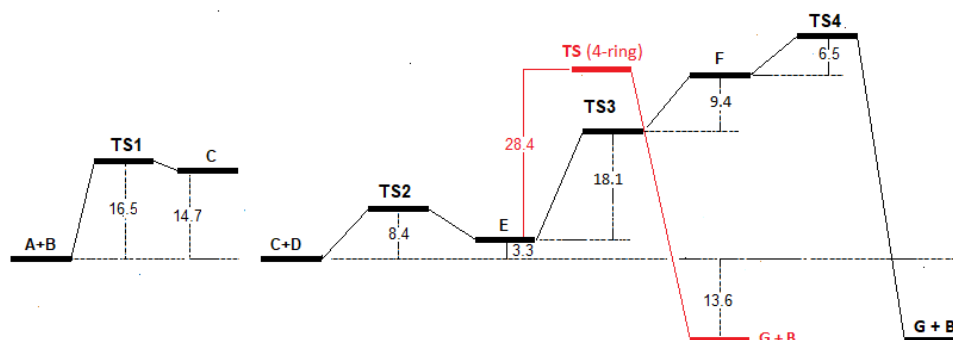 TS4
TS (4-ring)
F
6.5
TS3
9.4
TS1
C
28.4
18.1
TS2
E
16.5
14.7
A+B
C+D
8.4
3.3
13.6
G + B
G + B